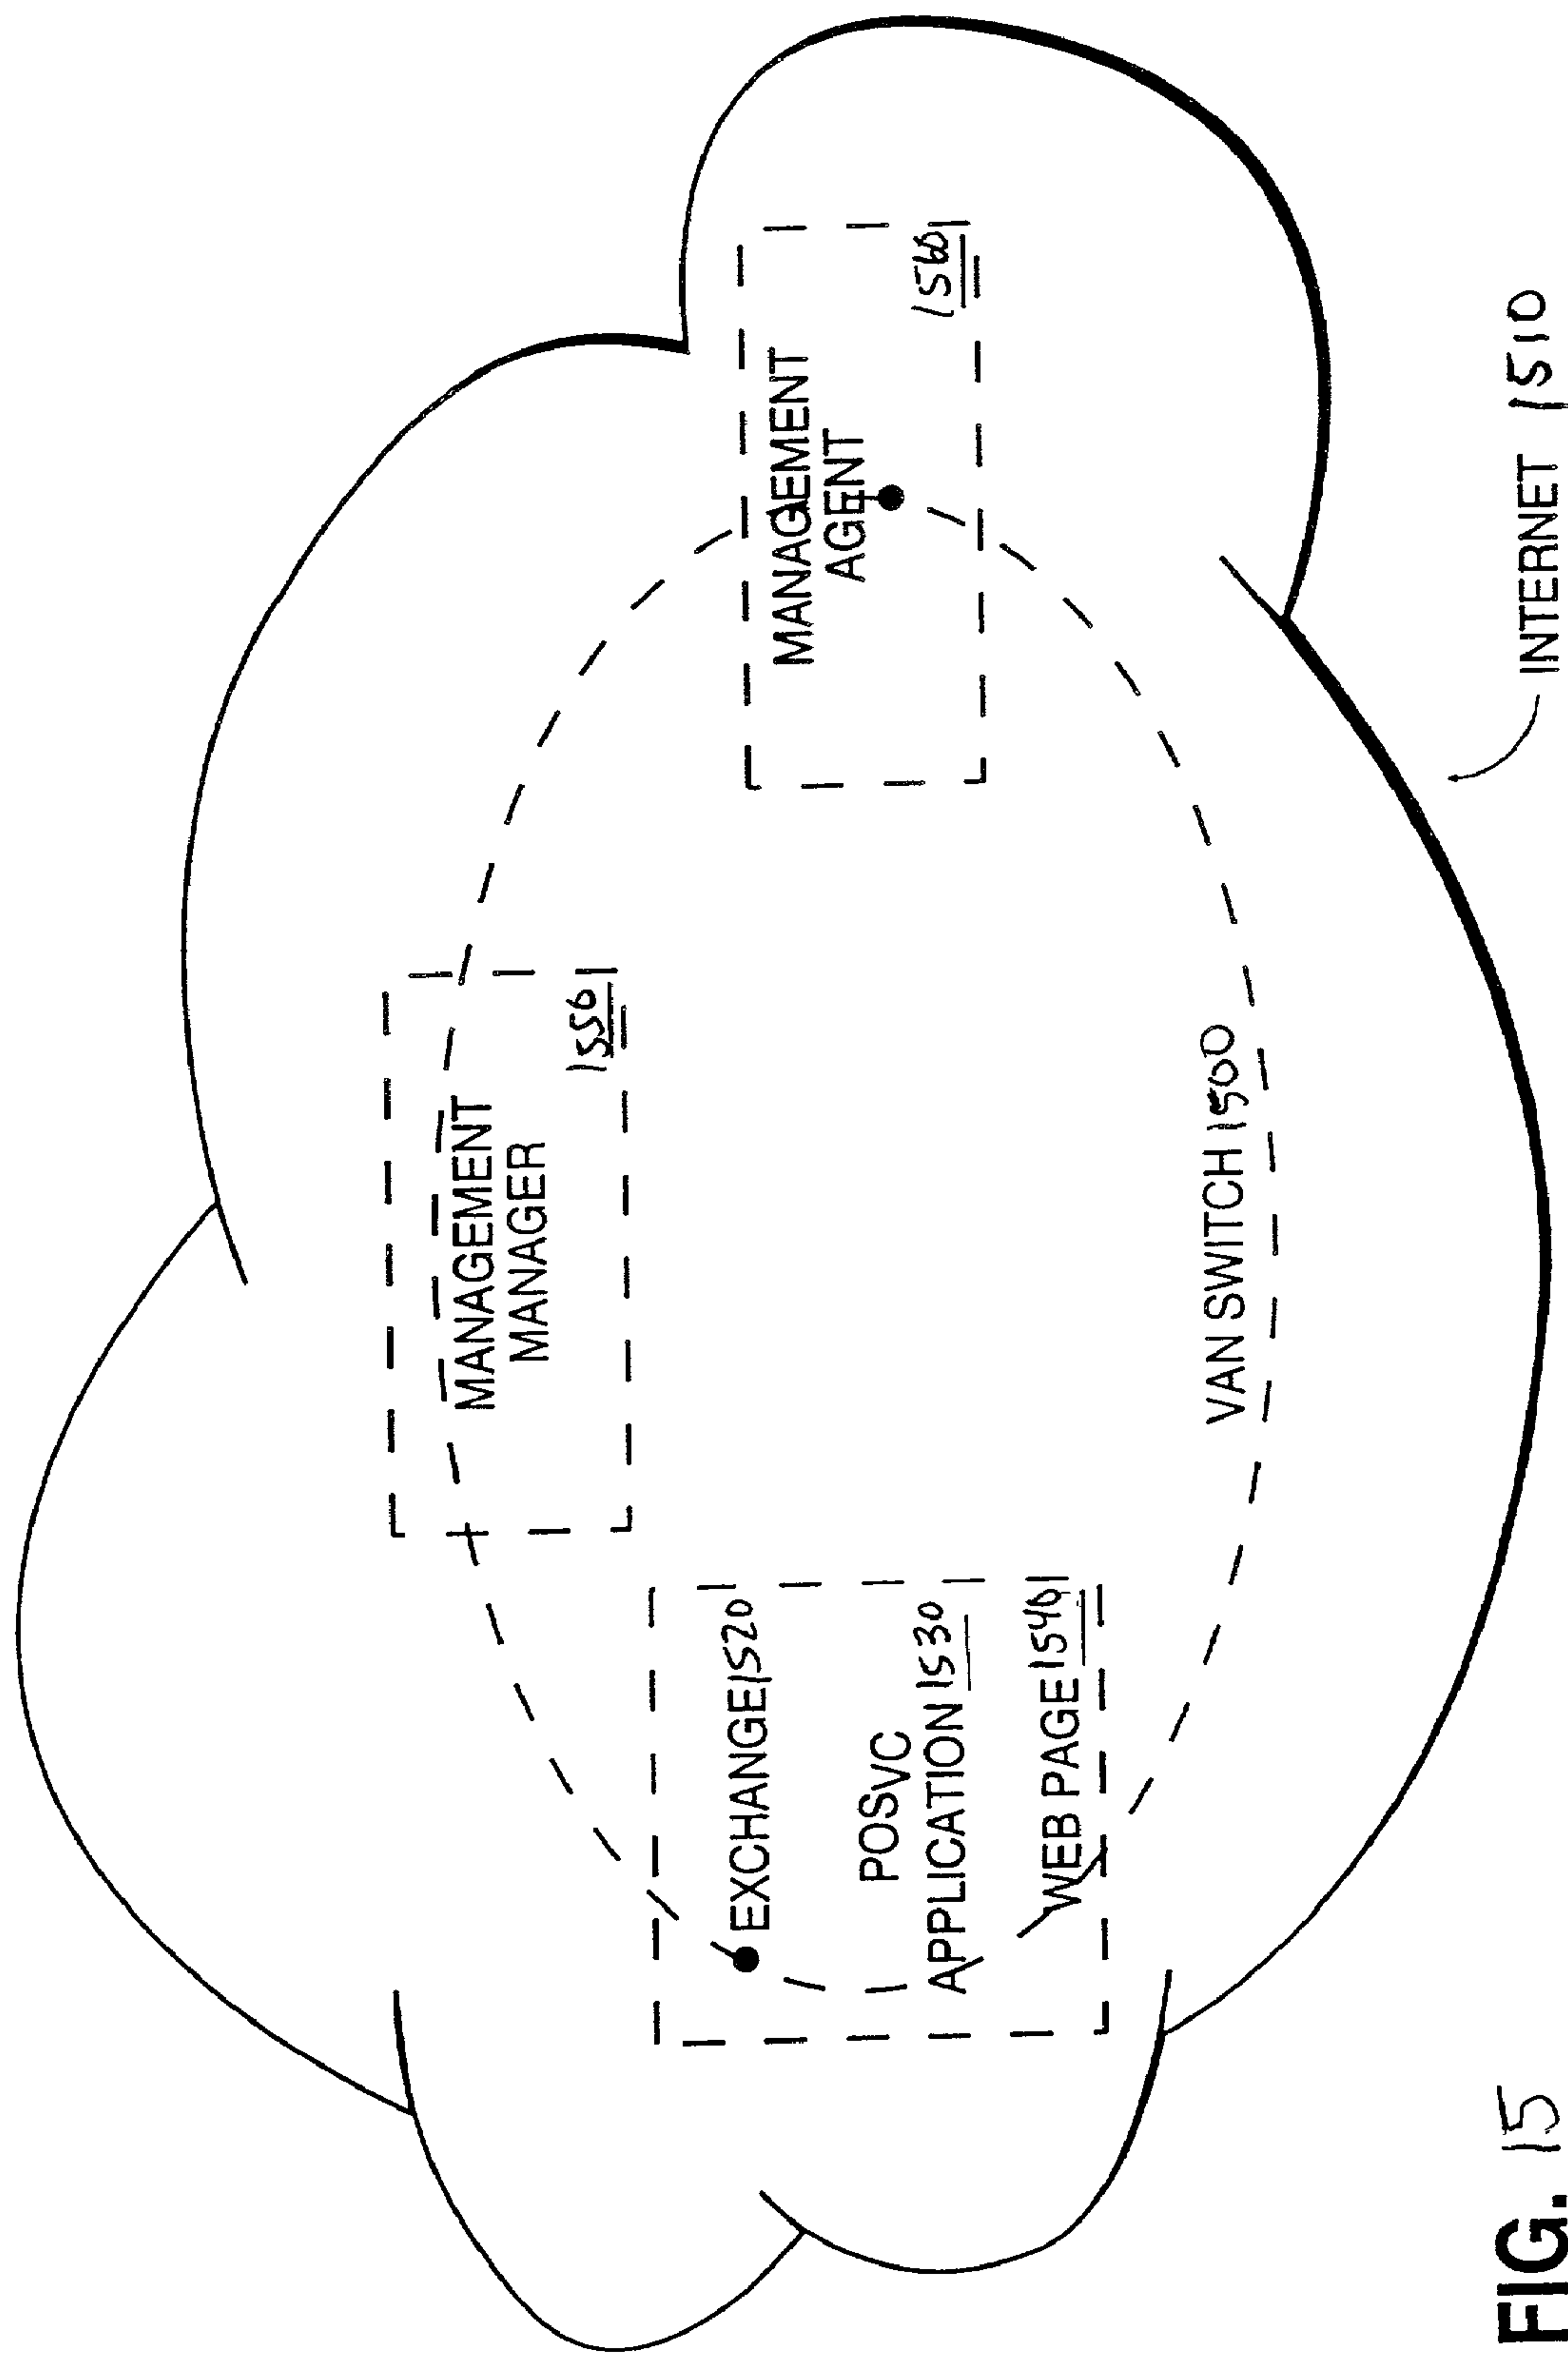 MANAGEMENT
MANAGER
1550
EXCHANGE 1520
POSVC
APPLICATION 1530
WEB PAGE 1540
MANAGEMENT
AGENT
1560
VAN SWITCH 1500
INTERNET 1510
FIG. 15